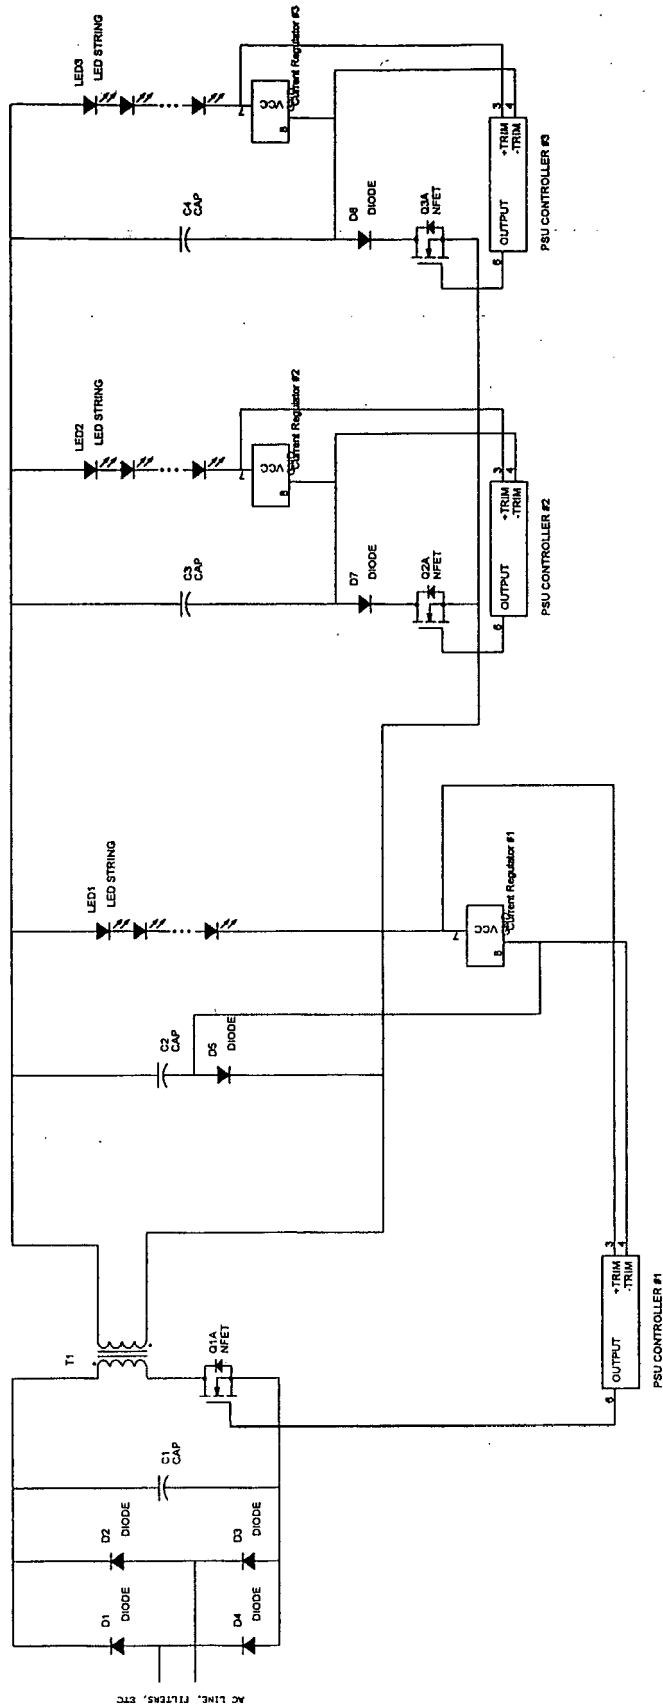 AC LINE, FILTERS, ETC
D1
DIODE
D4
DIODE
D2
DIODE
D3
DIODE
C1
CAP
T1
Q1A
NFET
6
OUTPUT
+TRIM
-TRIM
3
4
PSU CONTROLLER #1
C2
CAP
D5
DIODE
LED1
LED STRING
7
VCC
8
Current Regulator #1
C3
CAP
D7
DIODE
Q2A
NFET
LED2
LED STRING
7
VCC
8
Current Regulator #2
6
OUTPUT
+TRIM
-TRIM
3
4
PSU CONTROLLER #2
C4
CAP
D8
DIODE
Q3A
NFET
LED3
LED STRING
7
VCC
8
Current Regulator #3
6
OUTPUT
+TRIM
-TRIM
3
4
PSU CONTROLLER #3